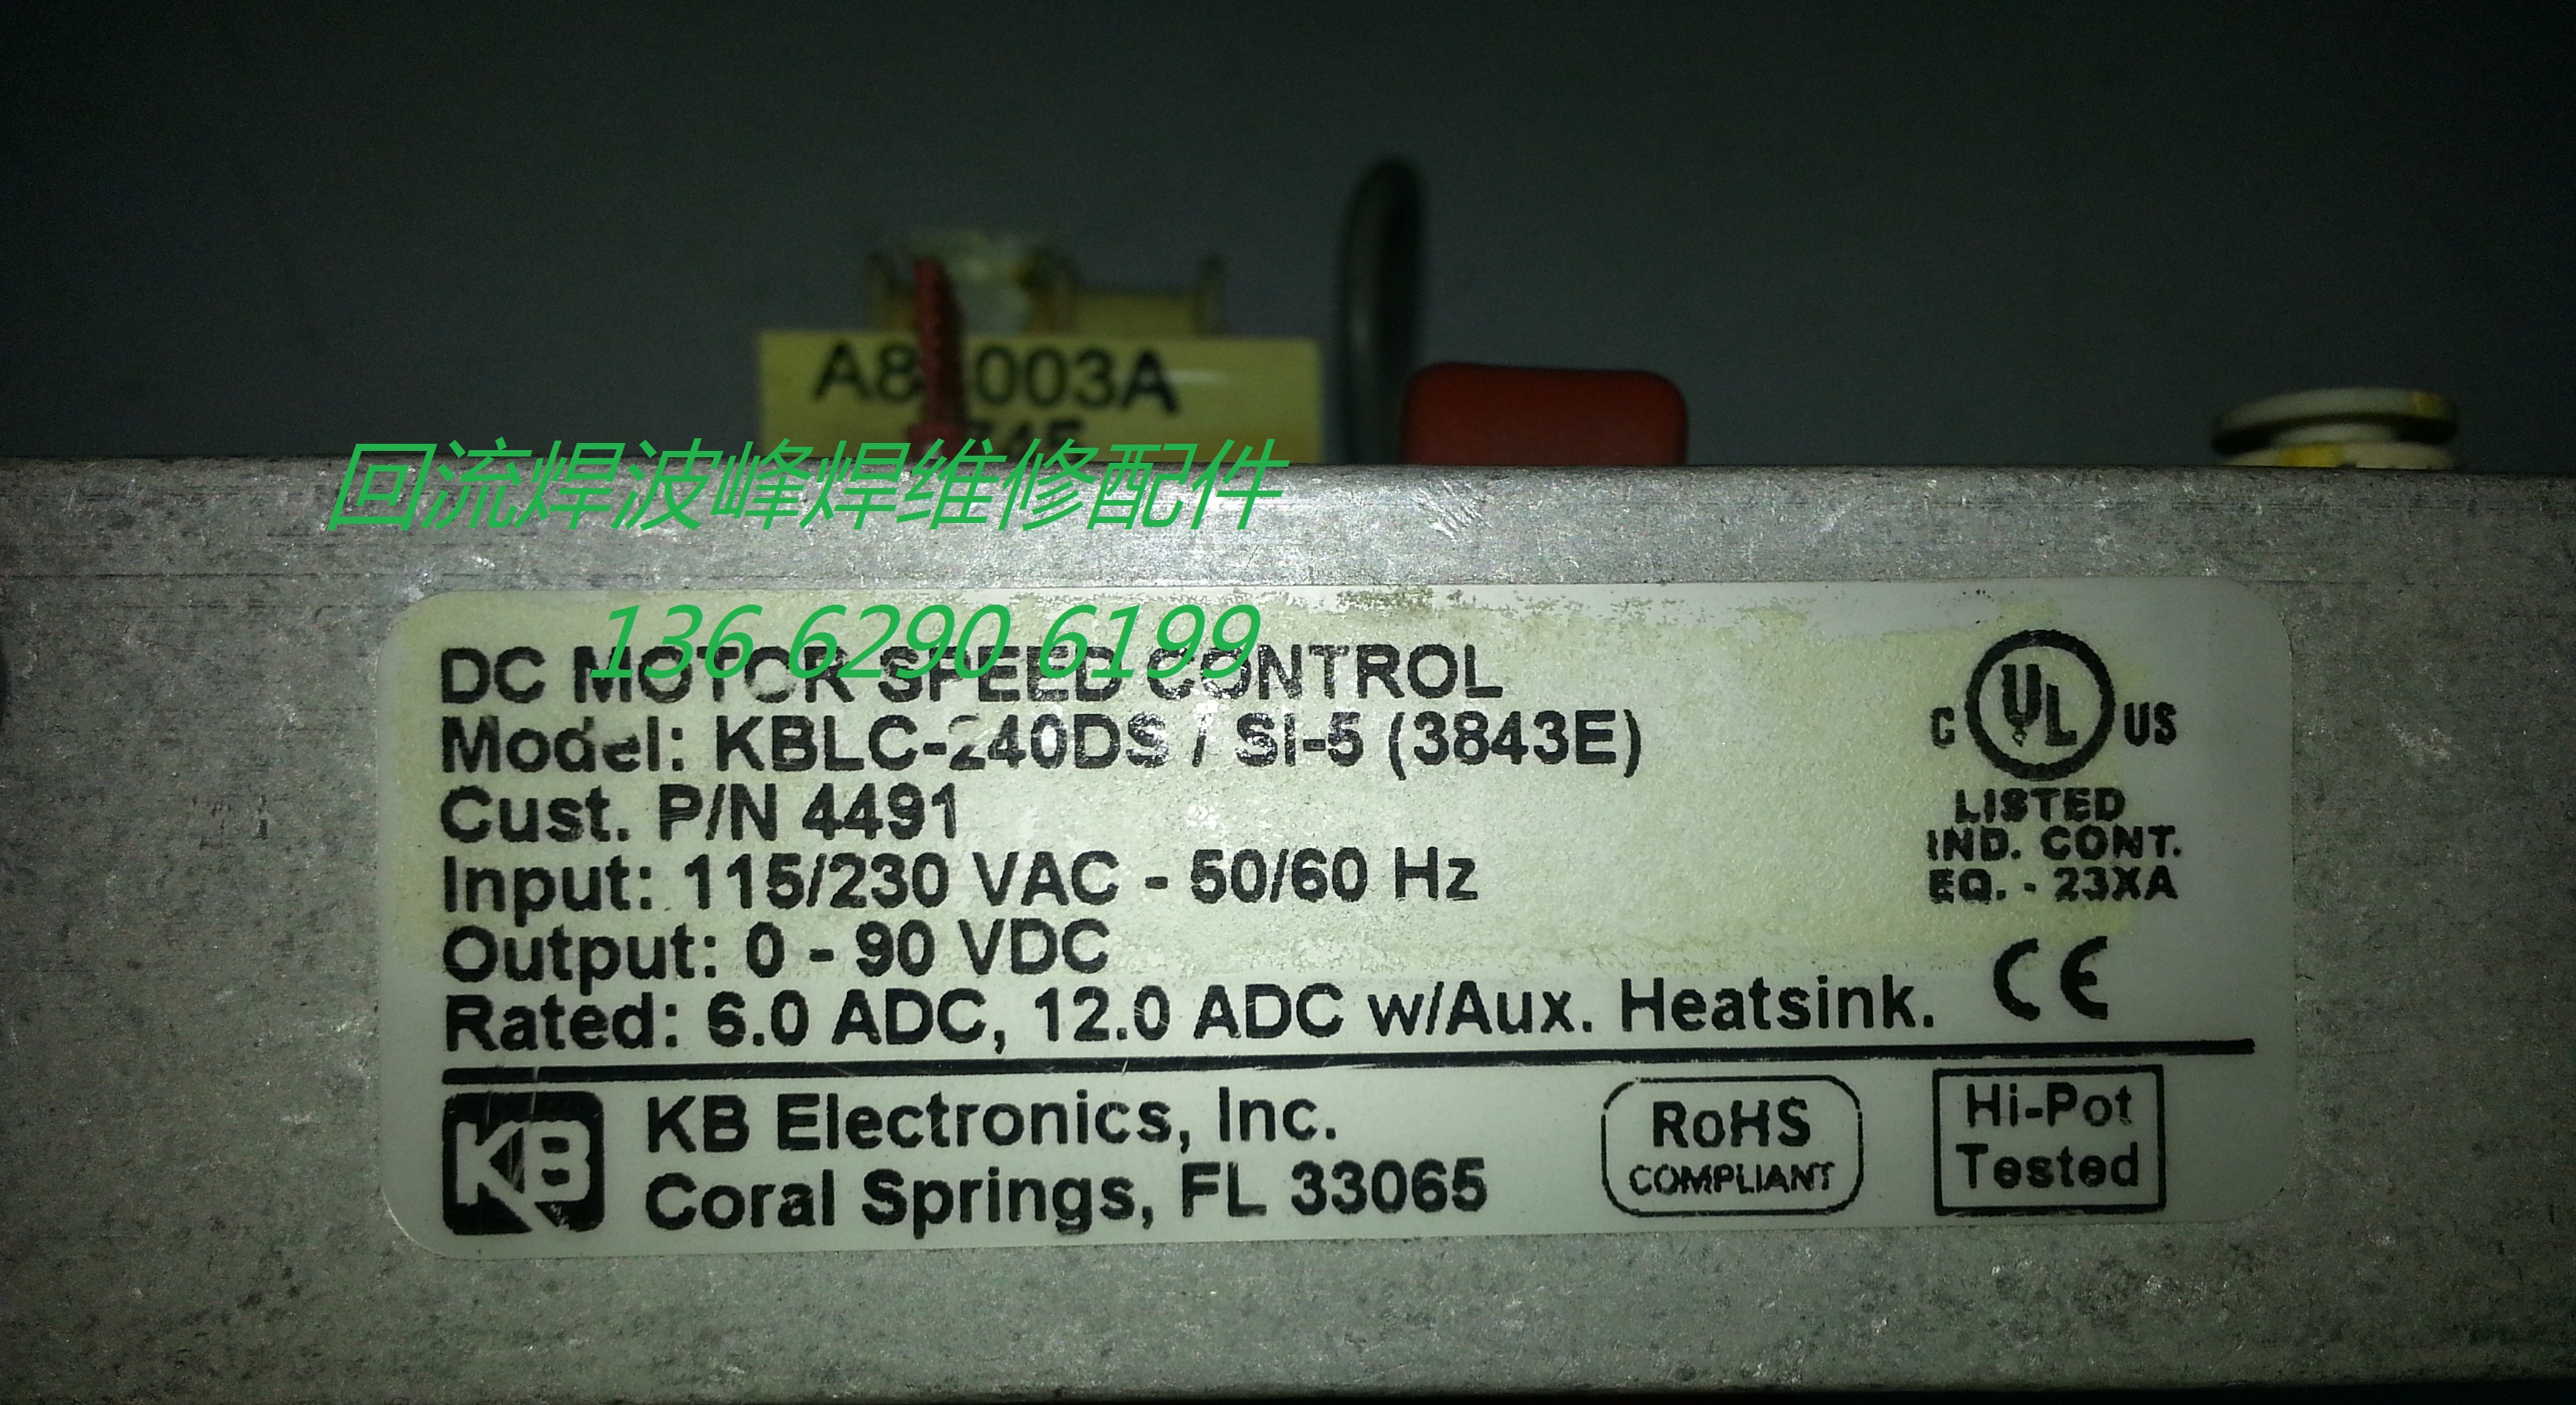 003A
回流焊波峰焊维修配件
136 6290 6199
DC MOTOR SPEED CONTROL
Model: KBLC-240DS / SI-5 (3843E)
Cust. P/N 4491
Input: 115/230 VAC - 50/60 Hz
Output: 0 - 90 VDC
Rated: 6.0 ADC, 12.0 ADC w/Aux. Heatsink.
C UL US
LISTED
IND. CONT.
EQ. - 23XA
CE
KB
KB Electronics, Inc.
Coral Springs, FL 33065
RoHS
COMPLIANT
Hi-Pot
Tested